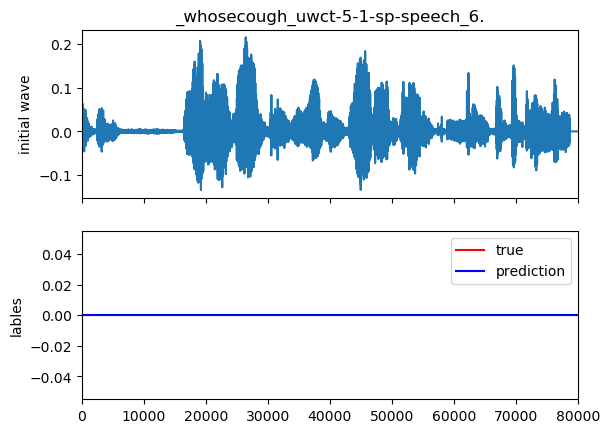 _whosecough_uwct-5-1-sp-speech_6.
initial wave
0.2
0.1
0.0
−0.1
lables
0.04
0.02
0.00
−0.02
−0.04
true
prediction
0 10000 20000 30000 40000 50000 60000 70000 80000